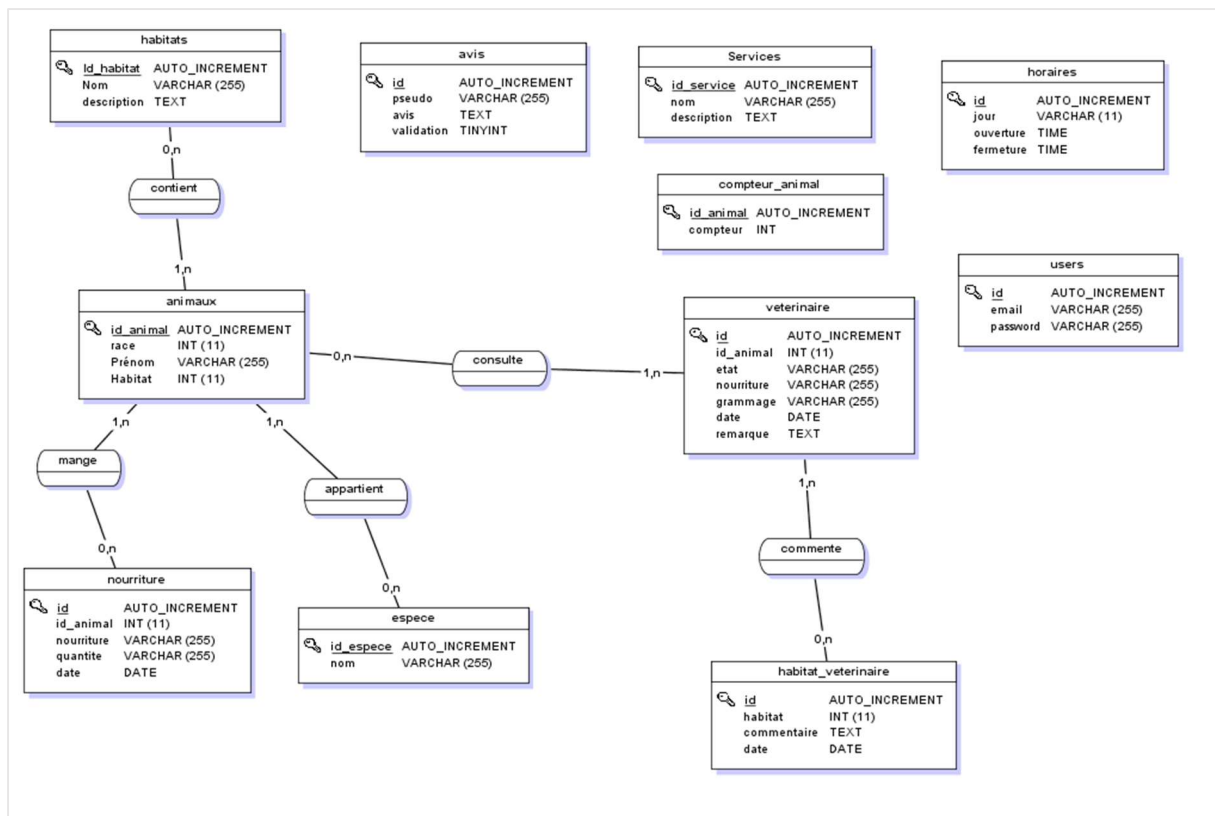 habitats
Id_habitat AUTO_INCREMENT
Nom VARCHAR (255)
description TEXT
avis
id AUTO_INCREMENT
pseudo VARCHAR (255)
avis TEXT
validation TINYINT
Services
id_service AUTO_INCREMENT
nom VARCHAR (255)
description TEXT
horaires
id AUTO_INCREMENT
jour VARCHAR (11)
ouverture TIME
fermeture TIME
0,n
contient
1,n
compteur_animal
id_animal AUTO_INCREMENT
compteur INT
users
id AUTO_INCREMENT
email VARCHAR (255)
password VARCHAR (255)
animaux
id_animal AUTO_INCREMENT
race INT (11)
Prénom VARCHAR (255)
Habitat INT (11)
0,n
consulte
1,n
veterinaire
id AUTO_INCREMENT
id_animal INT (11)
etat VARCHAR (255)
nourriture VARCHAR (255)
grammage VARCHAR (255)
date DATE
remarque TEXT
1,n
mange
0,n
1,n
appartient
0,n
1,n
commente
0,n
nourriture
id AUTO_INCREMENT
id_animal INT (11)
nourriture VARCHAR (255)
quantite VARCHAR (255)
date DATE
espece
id_espece AUTO_INCREMENT
nom VARCHAR (255)
habitat_veterinaire
id AUTO_INCREMENT
habitat INT (11)
commentaire TEXT
date DATE